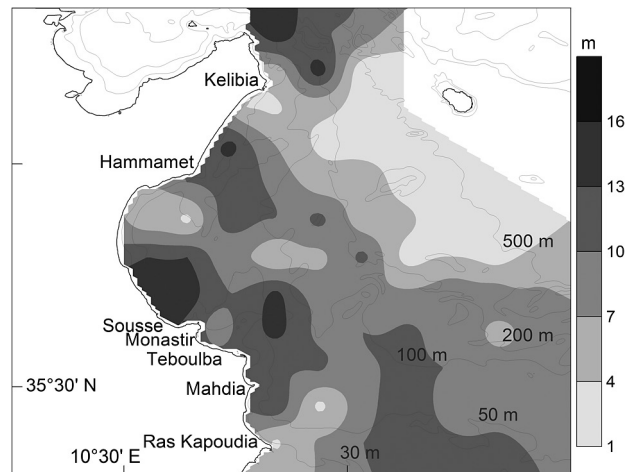 m
Kelibia
16
Hammamet
13
500 m
10
Sousse
Monastir
Teboulba
7
200 m
100 m
35°30' N
Mahdia
4
50 m
Ras Kapoudia
1
10°30' E
30 m